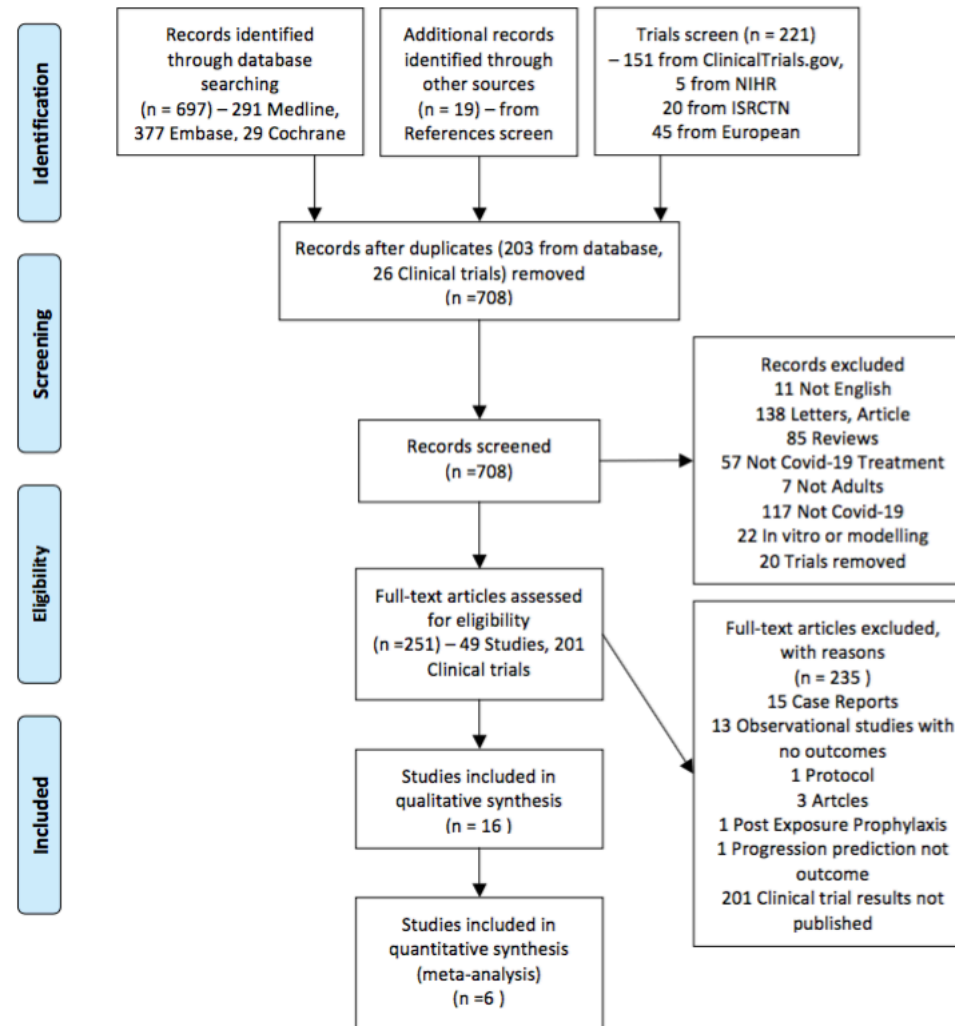 Identification
Records identified
through database
searching
(n = 697) – 291 Medline,
377 Embase, 29 Cochrane
Additional records
identified through
other sources
(n = 19) – from
References screen
Trials screen (n = 221)
– 151 from ClinicalTrials.gov,
5 from NIHR
20 from ISRCTN
45 from European
Screening
Records after duplicates (203 from database,
26 Clinical trials) removed
(n =708)
Records screened
(n =708)
Records excluded
11 Not English
138 Letters, Article
85 Reviews
57 Not Covid-19 Treatment
7 Not Adults
117 Not Covid-19
22 In vitro or modelling
20 Trials removed
Eligibility
Full-text articles assessed
for eligibility
(n =251) – 49 Studies, 201
Clinical trials
Full-text articles excluded,
with reasons
(n = 235 )
15 Case Reports
13 Observational studies with
no outcomes
1 Protocol
3 Artcles
1 Post Exposure Prophylaxis
1 Progression prediction not
outcome
201 Clinical trial results not
published
Included
Studies included in
qualitative synthesis
(n = 16 )
Studies included in
quantitative synthesis
(meta-analysis)
(n =6 )